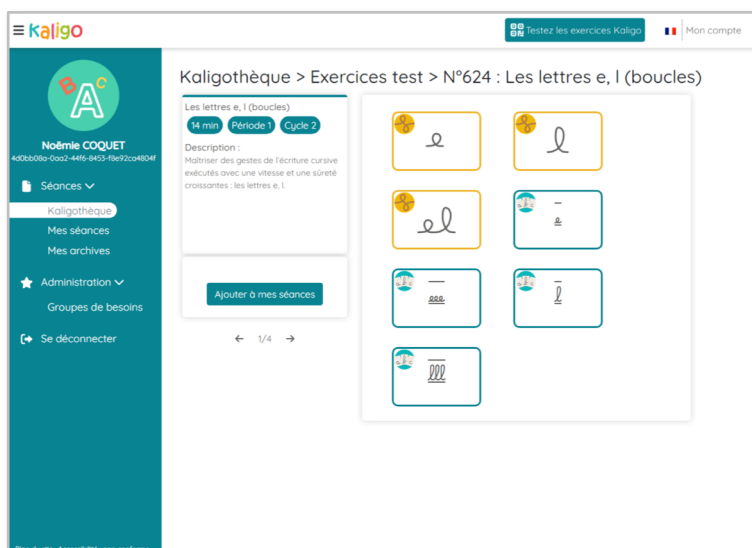 Kaligo
Testez les exercices Kaligo
Mon compte
B A C
Noëmie COQUET
4d0bb08a-0aa2-44f6-8453-f8e92ca4804f
Séances
Kaligothèque
Mes séances
Mes archives
Administration
Groupes de besoins
Se déconnecter
Kaligothèque > Exercices test > N°624 : Les lettres e, l (boucles)
Les lettres e, l (boucles)
14 min Période 1 Cycle 2
Description :
Maîtriser des gestes de l'écriture cursive
exécutés avec une vitesse et une sûreté
croissantes : les lettres e, l.
Ajouter à mes séances
1/4
e
l
el
e
eee
l
lll